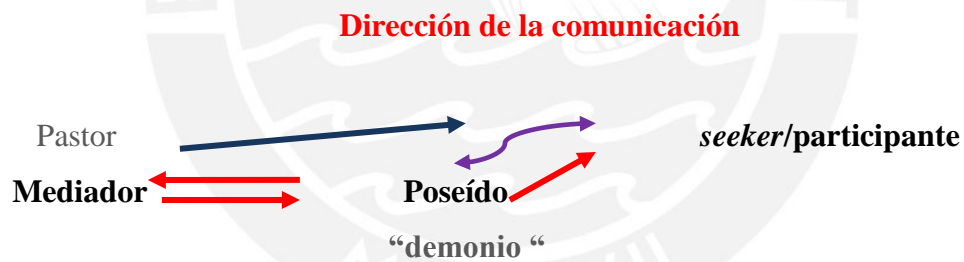 Dirección de la comunicación
Pastor seeker/participante
Mediador Poseído
“demonio “